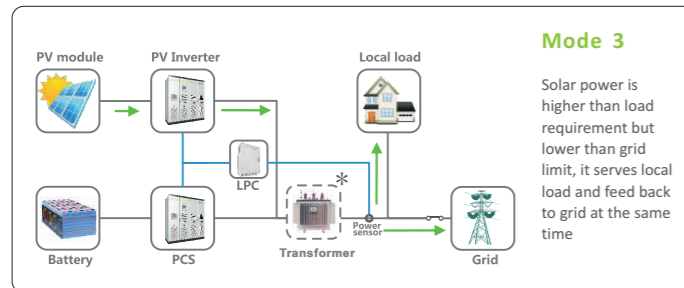 PV module
PV Inverter
Local load
LPC
*
Battery
PCS
Transformer
Power
sensor
Grid
Mode 3
Solar power is
higher than load
requirement but
lower than grid
limit, it serves local
load and feed back
to grid at the same
time